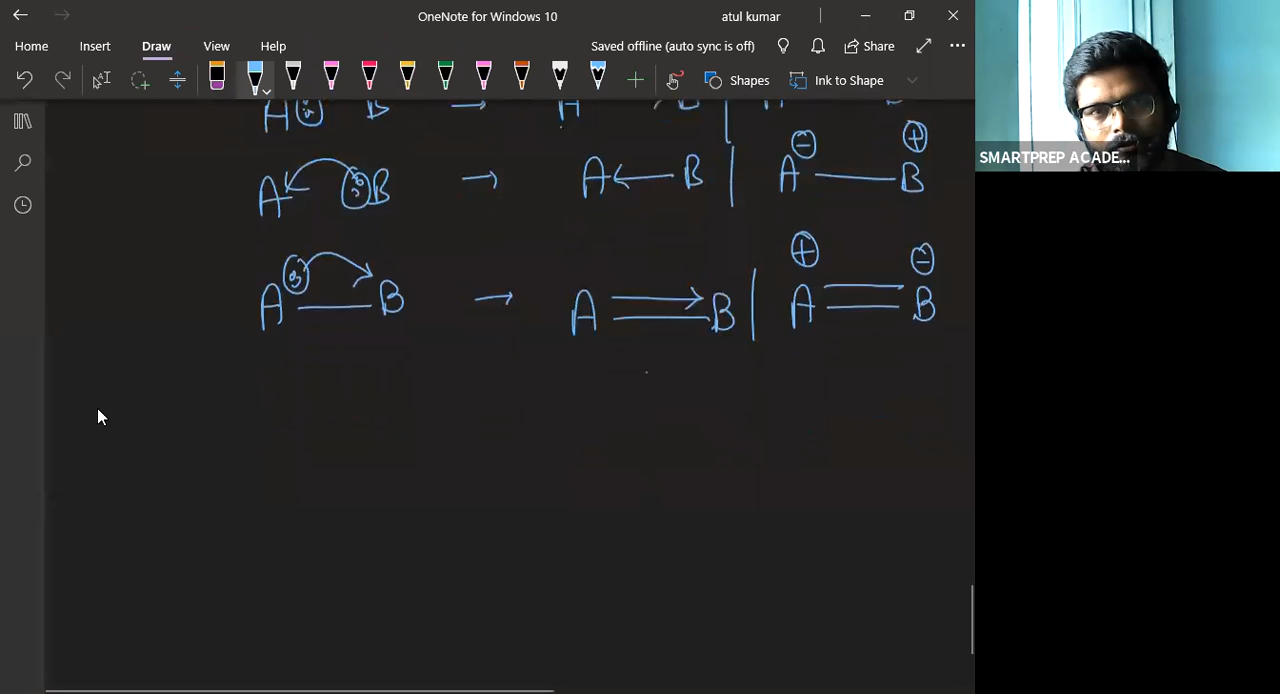 OneNote for Windows 10 atul kumar
Home Insert Draw View Help Saved offline (auto sync is off) Share
Shapes Ink to Shape
SMARTPREP ACADE...
A B → A ← B | A⊖ — B⊕
A — B → A B | A⊕ = B⊖